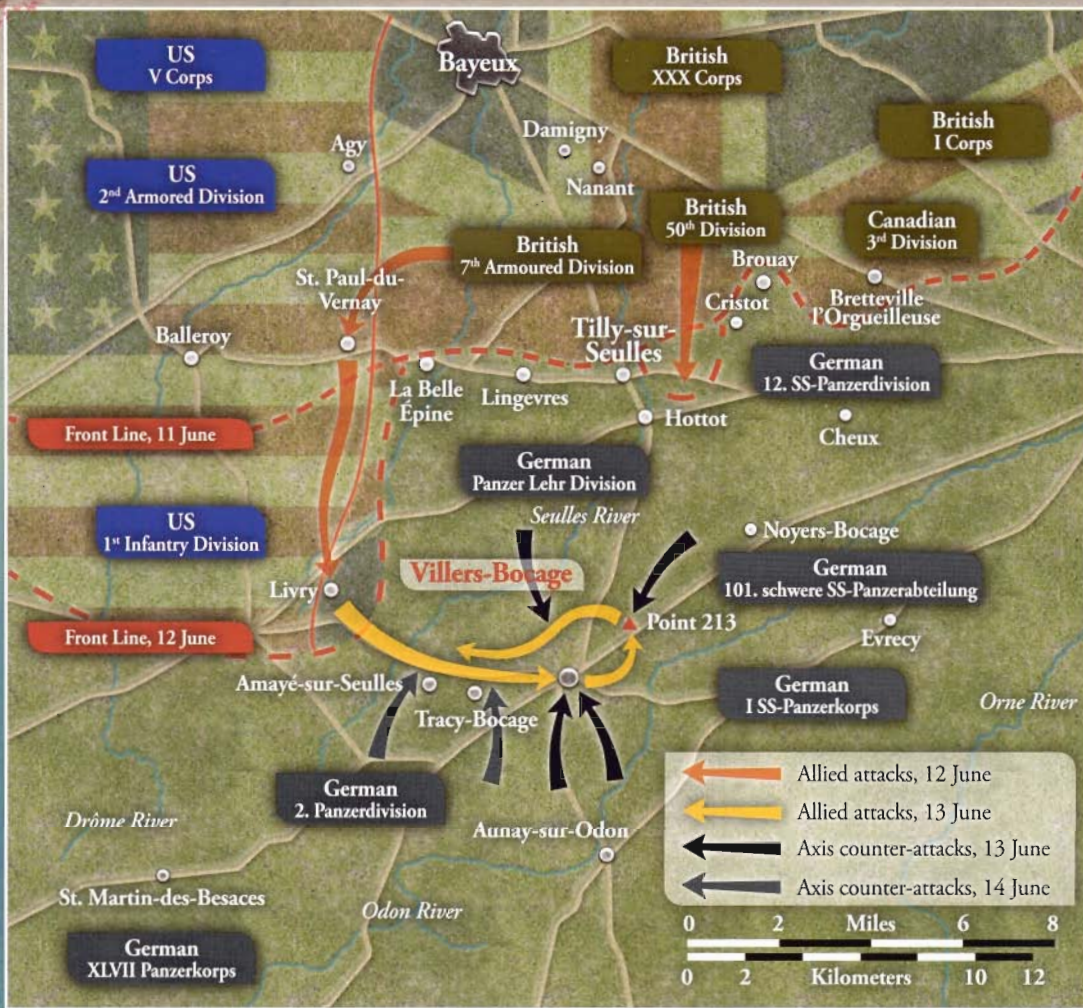 US
V Corps
Bayeux
British
XXX Corps
British
I Corps
Damigny
Agy
Nanant
US
2nd Armored Division
British
50th Division
Canadian
3rd Division
British
7th Armoured Division
Brouay
St. Paul-du-
Vernay
Cristot
Bretteville
l'Orgueilleuse
Balleroy
Tilly-sur-
Seulles
German
12. SS-Panzerdivision
La Belle
Épine
Lingevres
Hottot
Cheux
Front Line, 11 June
German
Panzer Lehr Division
Seulles River
US
1st Infantry Division
Noyers-Bocage
Villers-Bocage
German
101. schwere SS-Panzerabteilung
Livry
Point 213
Evrecy
Front Line, 12 June
Amayé-sur-Seulles
Tracy-Bocage
German
I SS-Panzerkorps
Orne River
German
2. Panzerdivision
Drôme River
Aunay-sur-Odon
St. Martin-des-Besaces
Odon River
German
XLVII Panzerkorps
Allied attacks, 12 June
Allied attacks, 13 June
Axis counter-attacks, 13 June
Axis counter-attacks, 14 June
0 2 Miles 6 8
0 2 Kilometers 10 12